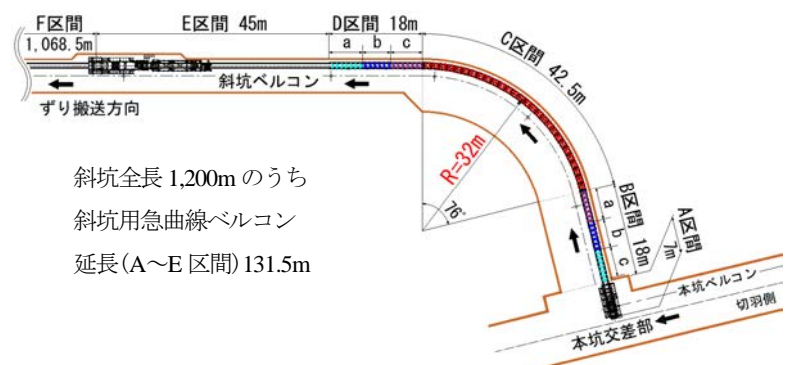 F区間
E区間 45m
D区間 18m
a
b
c
C区間 42.5m
1,068.5m
斜坑ベルコン
ずり搬送方向
R=32m
76°
a
b
c
B区間 18m
A区間
7m
斜坑全長 1,200m のうち
斜坑用急曲線ベルコン
延長(A～E 区間)131.5m
本坑ベルコン
切羽側
本坑交差部